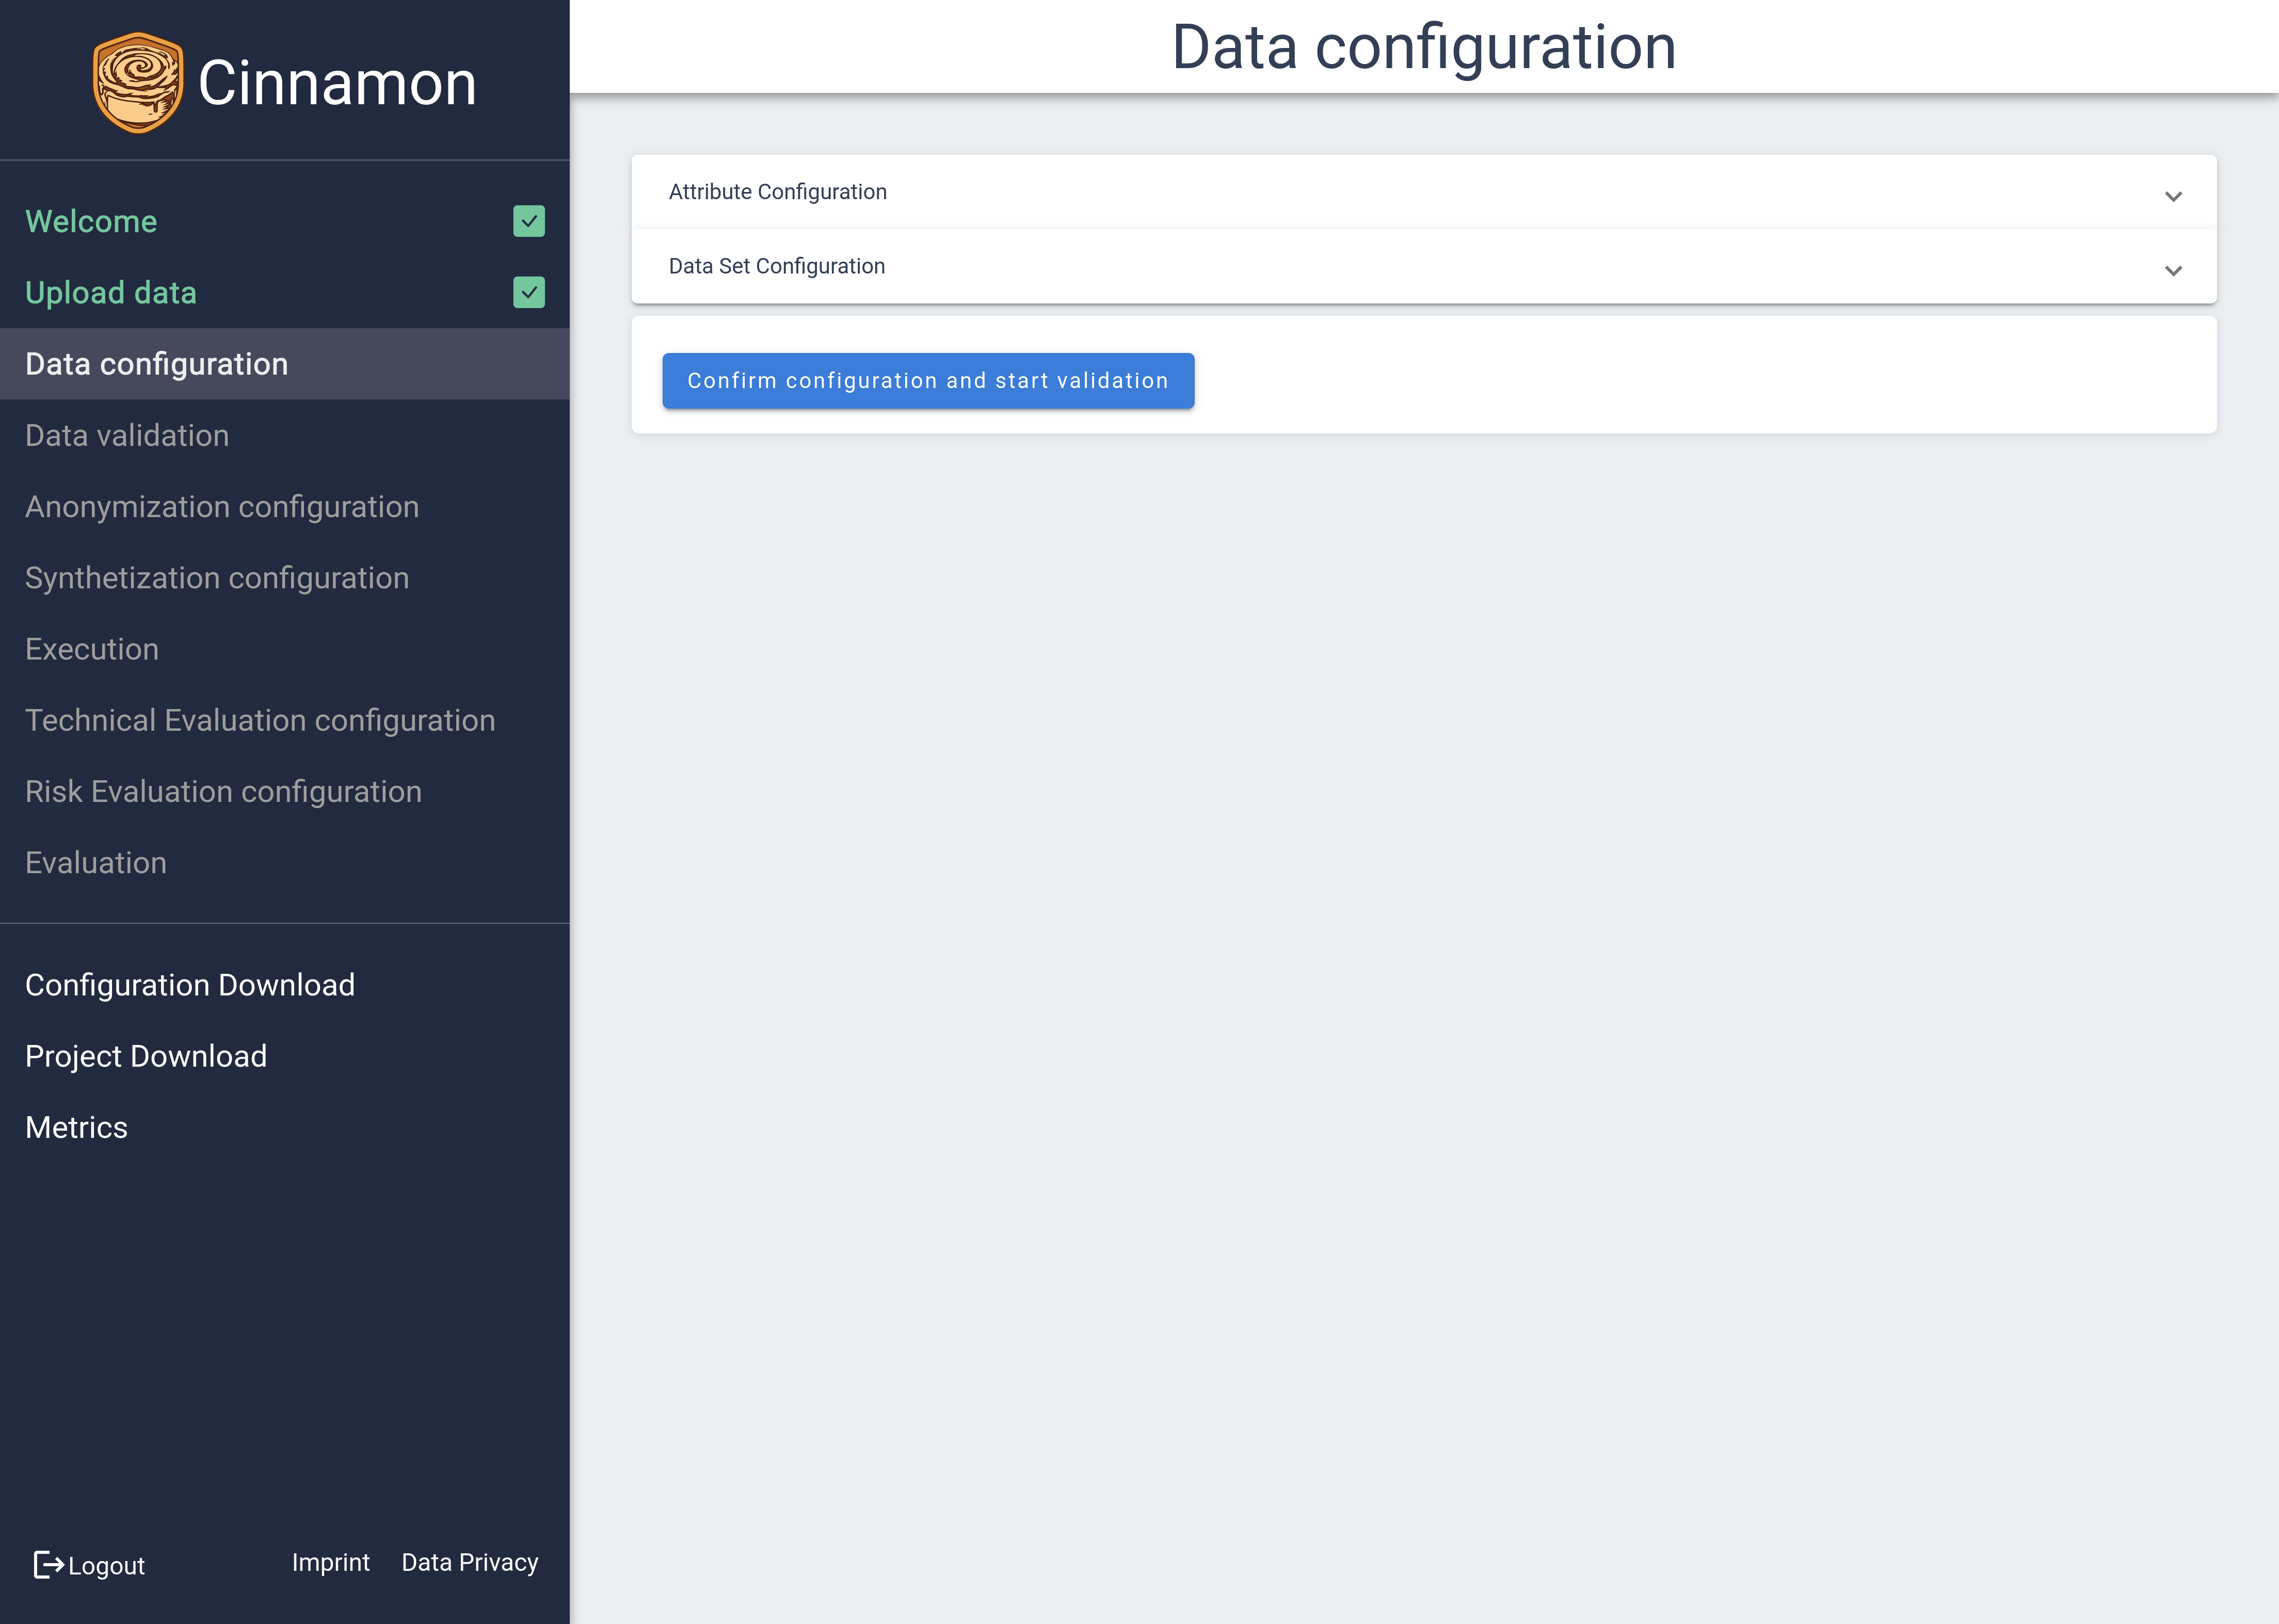 Cinnamon
Welcome
Upload data
Data configuration
Data validation
Anonymization configuration
Synthetization configuration
Execution
Technical Evaluation configuration
Risk Evaluation configuration
Evaluation
Configuration Download
Project Download
Metrics
Logout
Imprint
Data Privacy
Data configuration
Attribute Configuration
Data Set Configuration
Confirm configuration and start validation